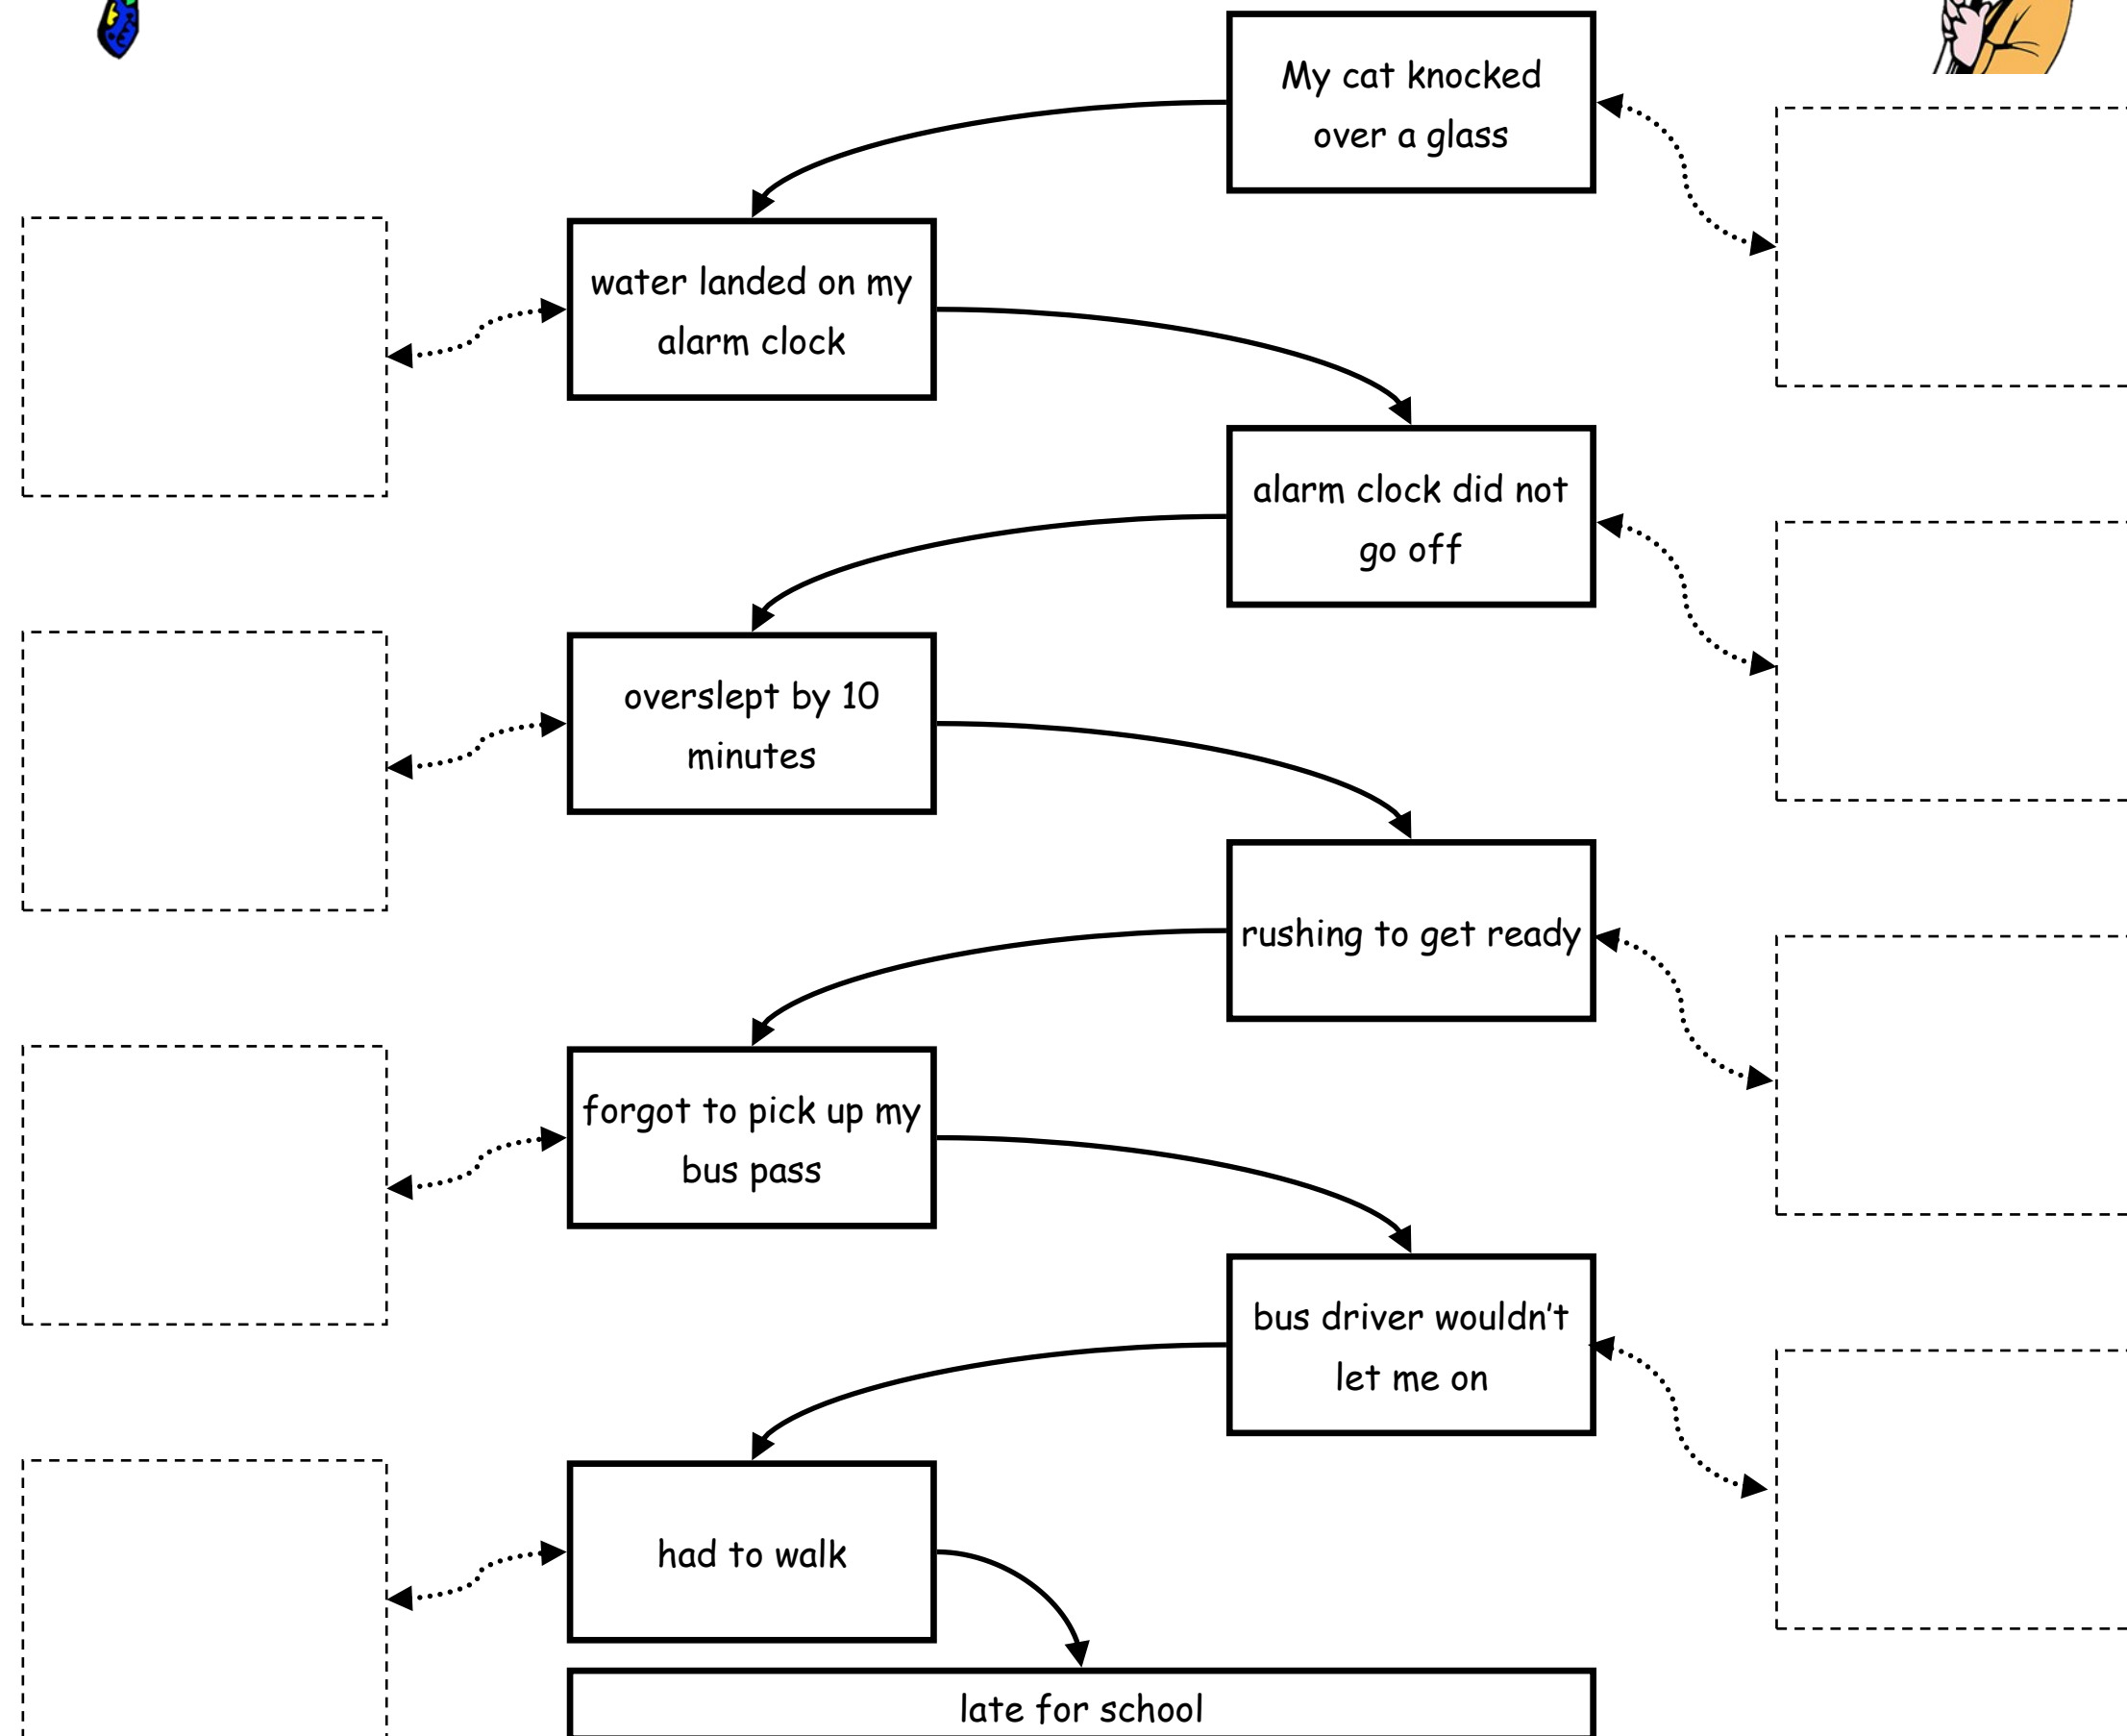 My cat knocked
over a glass
water landed on my
alarm clock
alarm clock did not
go off
overslept by 10
minutes
rushing to get ready
forgot to pick up my
bus pass
bus driver wouldn't
let me on
had to walk
late for school